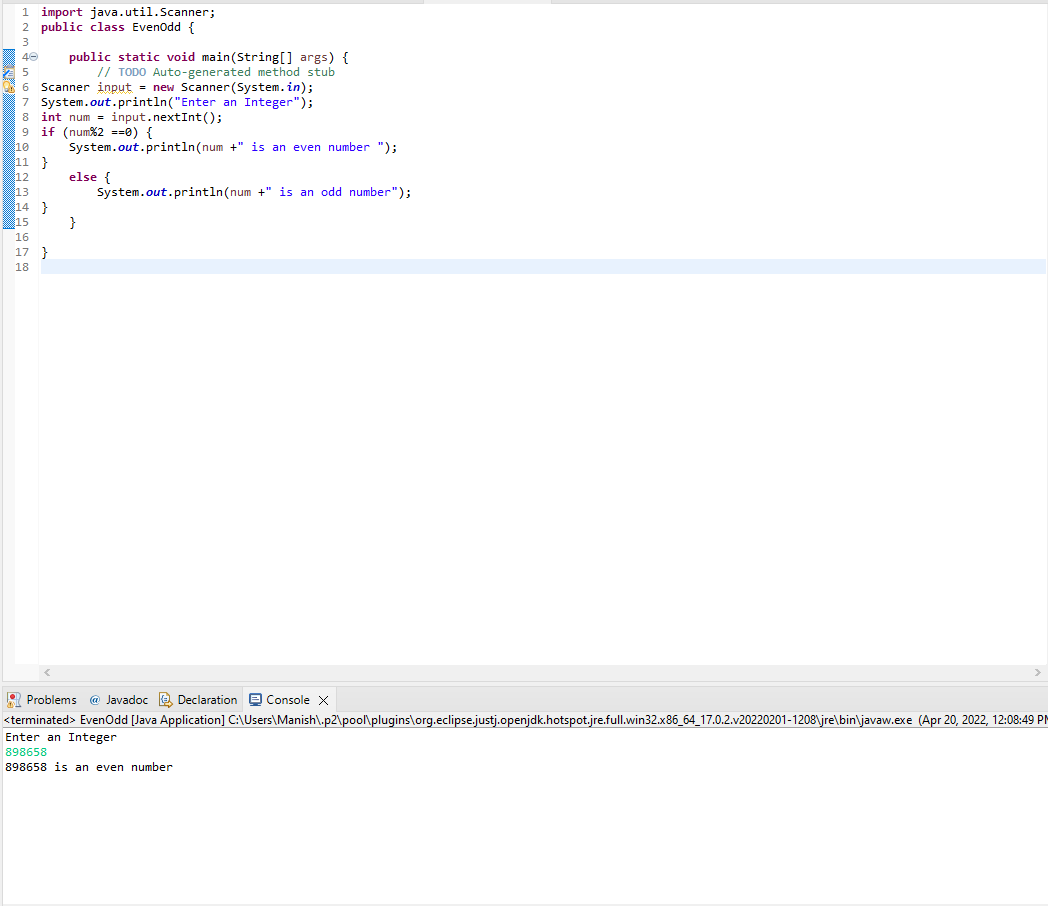 1 import java.util.Scanner;
2 public class EvenOdd {
3
4 public static void main(String[] args) {
5 // TODO Auto-generated method stub
6 Scanner input = new Scanner(System.in);
7 System.out.println("Enter an Integer");
8 int num = input.nextInt();
9 if (num%2 ==0) {
10 System.out.println(num +" is an even number ");
11 }
12 else {
13 System.out.println(num +" is an odd number");
14 }
15 }
16
17 }
18
Problems @ Javadoc Declaration Console
<terminated> EvenOdd [Java Application] C:\Users\Manish\.p2\pool\plugins\org.eclipse.justj.openjdk.hotspot.jre.full.win32.x86_64_17.0.2.v20220201-1208\jre\bin\javaw.exe (Apr 20, 2022, 12:08:49 PM
Enter an Integer
898658
898658 is an even number